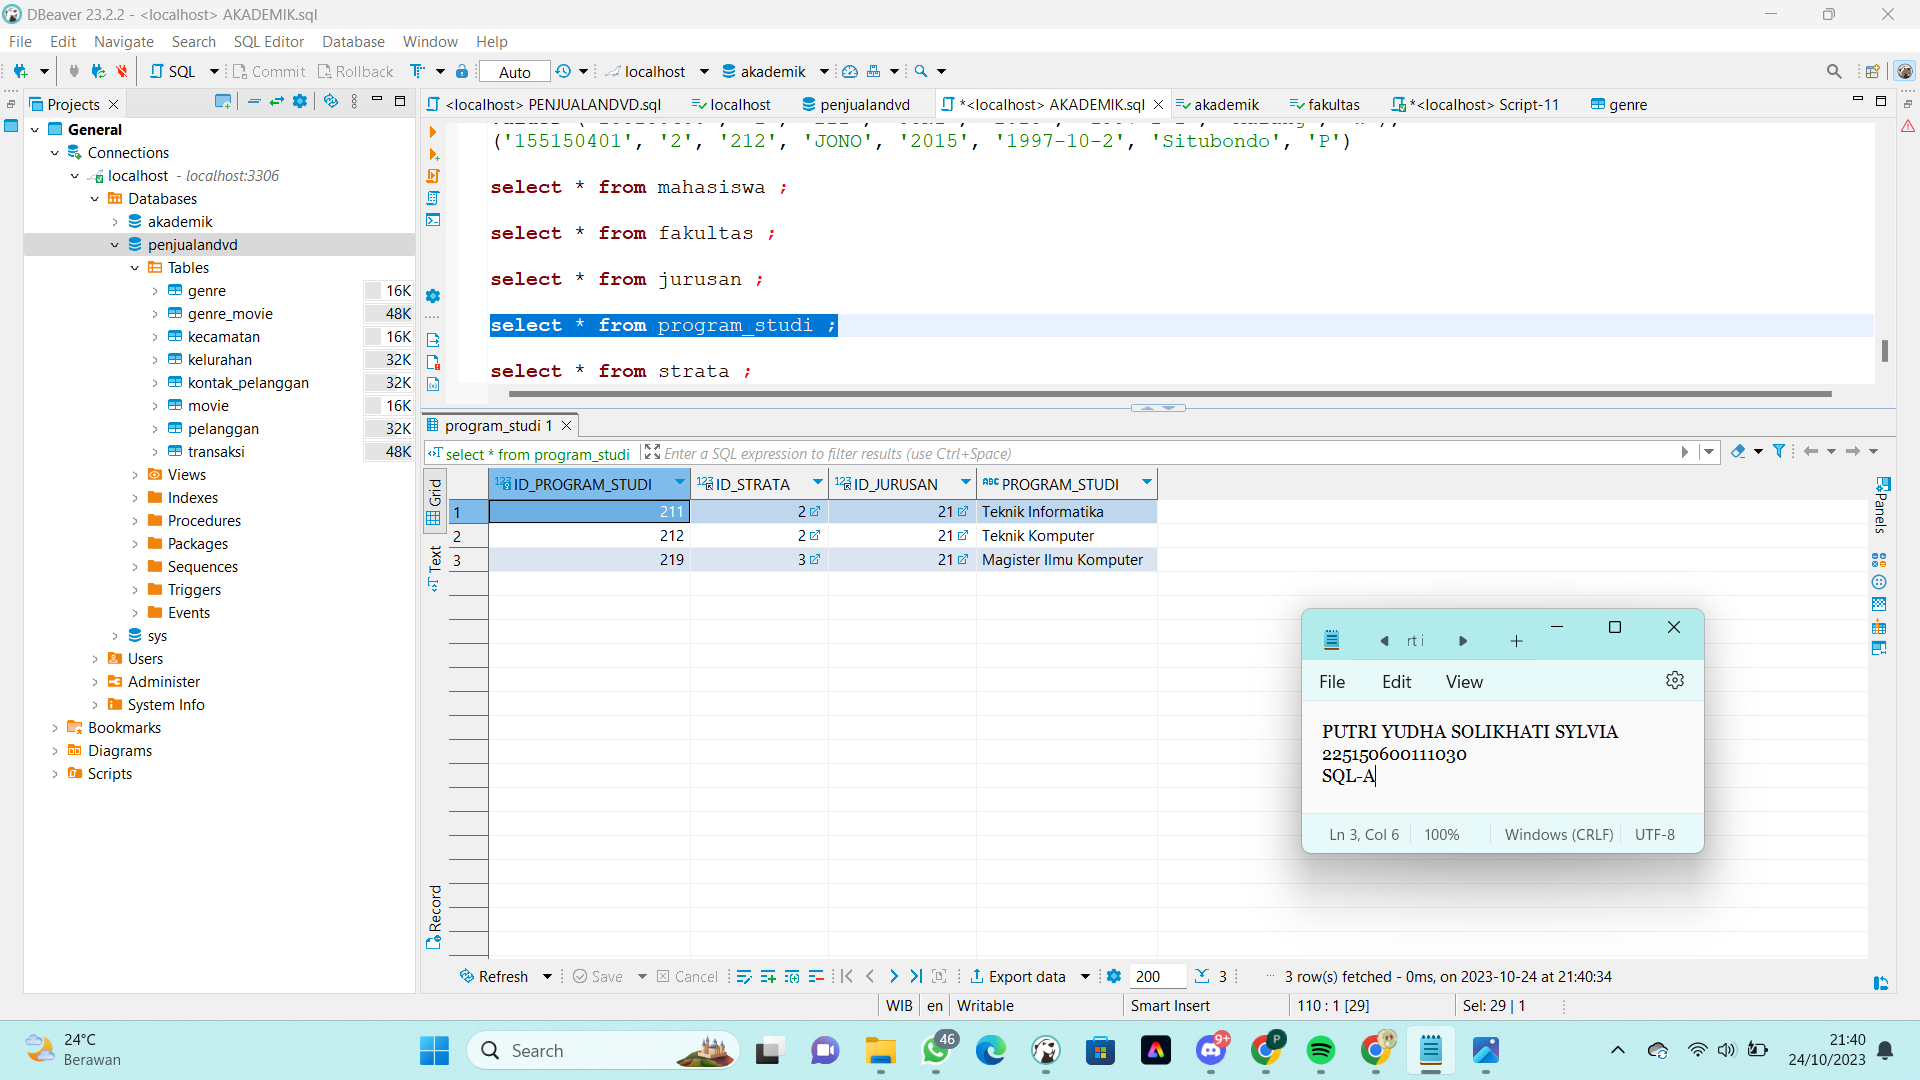 DBeaver 23.2.2 - <localhost> AKADEMIK.sql
File Edit Navigate Search SQL Editor Database Window Help
SQL Commit Rollback Auto localhost akademik
Projects
<localhost> PENJUALANDVD.sql localhost penjualandvd *<localhost> AKADEMIK.sql akademik fakultas *<localhost> Script-11 genre
General
Connections
localhost - localhost:3306
Databases
akademik
penjualandvd
Tables
genre 16K
genre_movie 48K
kecamatan 16K
kelurahan 32K
kontak_pelanggan 32K
movie 16K
pelanggan 32K
transaksi 48K
Views
Indexes
Procedures
Packages
Sequences
Triggers
Events
sys
Users
Administer
System Info
Bookmarks
Diagrams
Scripts
('155150401', '2', '212', 'JONO', '2015', '1997-10-2', 'Situbondo', 'P')
select * from mahasiswa ;
select * from fakultas ;
select * from jurusan ;
select * from program_studi ;
select * from strata ;
program_studi 1
select * from program_studi Enter a SQL expression to filter results (use Ctrl+Space)
Grid
Text
Record
Panels
123 ID_PROGRAM_STUDI 123 ID_STRATA 123 ID_JURUSAN ABC PROGRAM_STUDI
1 211 2 21 Teknik Informatika
2 212 2 21 Teknik Komputer
3 219 3 21 Magister Ilmu Komputer
rt i
File Edit View
PUTRI YUDHA SOLIKHATI SYLVIA
225150600111030
SQL-A
Ln 3, Col 6 100% Windows (CRLF) UTF-8
Refresh Save Cancel Export data 200 3 3 row(s) fetched - 0ms, on 2023-10-24 at 21:40:34
WIB en Writable Smart Insert 110 : 1 [29] Sel: 29 | 1
24°C
Berawan
Search
46
9+
P
21:40
24/10/2023